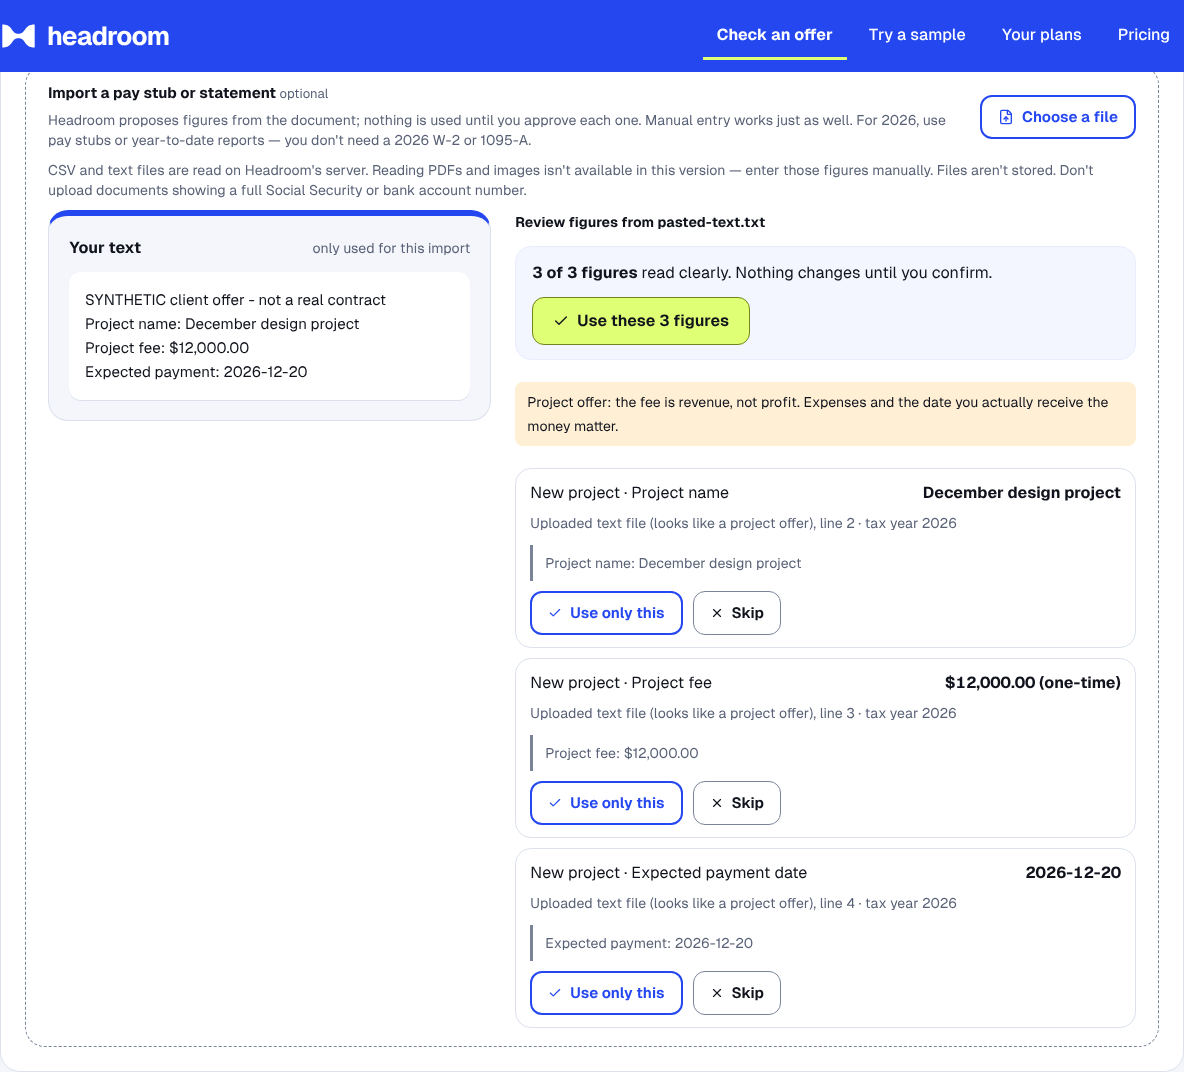 headroom
Check an offer
Try a sample
Your plans
Pricing
Import a pay stub or statement optional
Headroom proposes figures from the document; nothing is used until you approve each one. Manual entry works just as well. For 2026, use
pay stubs or year-to-date reports — you don't need a 2026 W-2 or 1095-A.
Choose a file
CSV and text files are read on Headroom's server. Reading PDFs and images isn't available in this version — enter those figures manually. Files aren't stored. Don't
upload documents showing a full Social Security or bank account number.
Your text
only used for this import
SYNTHETIC client offer - not a real contract
Project name: December design project
Project fee: $12,000.00
Expected payment: 2026-12-20
Review figures from pasted-text.txt
3 of 3 figures read clearly. Nothing changes until you confirm.
Use these 3 figures
Project offer: the fee is revenue, not profit. Expenses and the date you actually receive the
money matter.
New project · Project name
December design project
Uploaded text file (looks like a project offer), line 2 · tax year 2026
Project name: December design project
Use only this
Skip
New project · Project fee
$12,000.00 (one-time)
Uploaded text file (looks like a project offer), line 3 · tax year 2026
Project fee: $12,000.00
Use only this
Skip
New project · Expected payment date
2026-12-20
Uploaded text file (looks like a project offer), line 4 · tax year 2026
Expected payment: 2026-12-20
Use only this
Skip